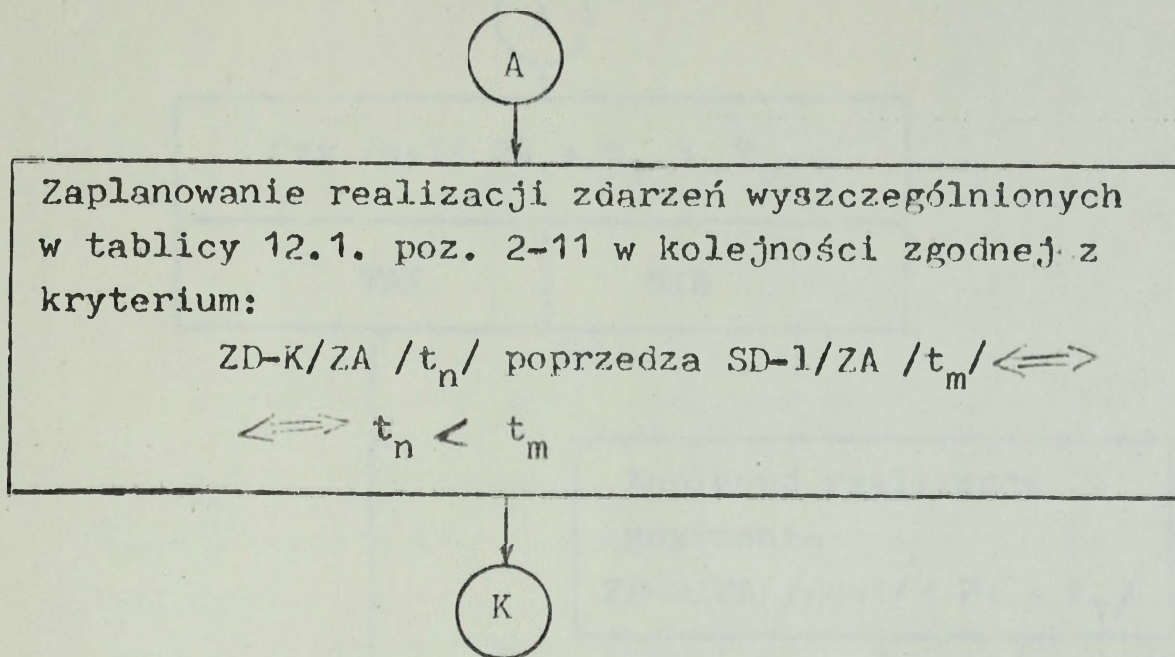 A
Zaplanowanie realizacji zdarzeń wyszczególnionych
w tablicy 12.1. poz. 2-11 w kolejności zgodnej z
kryterium:
ZD-K/ZA /t_n/ poprzedza SD-l/ZA /t_m/ <==>
<==> t_n < t_m
K